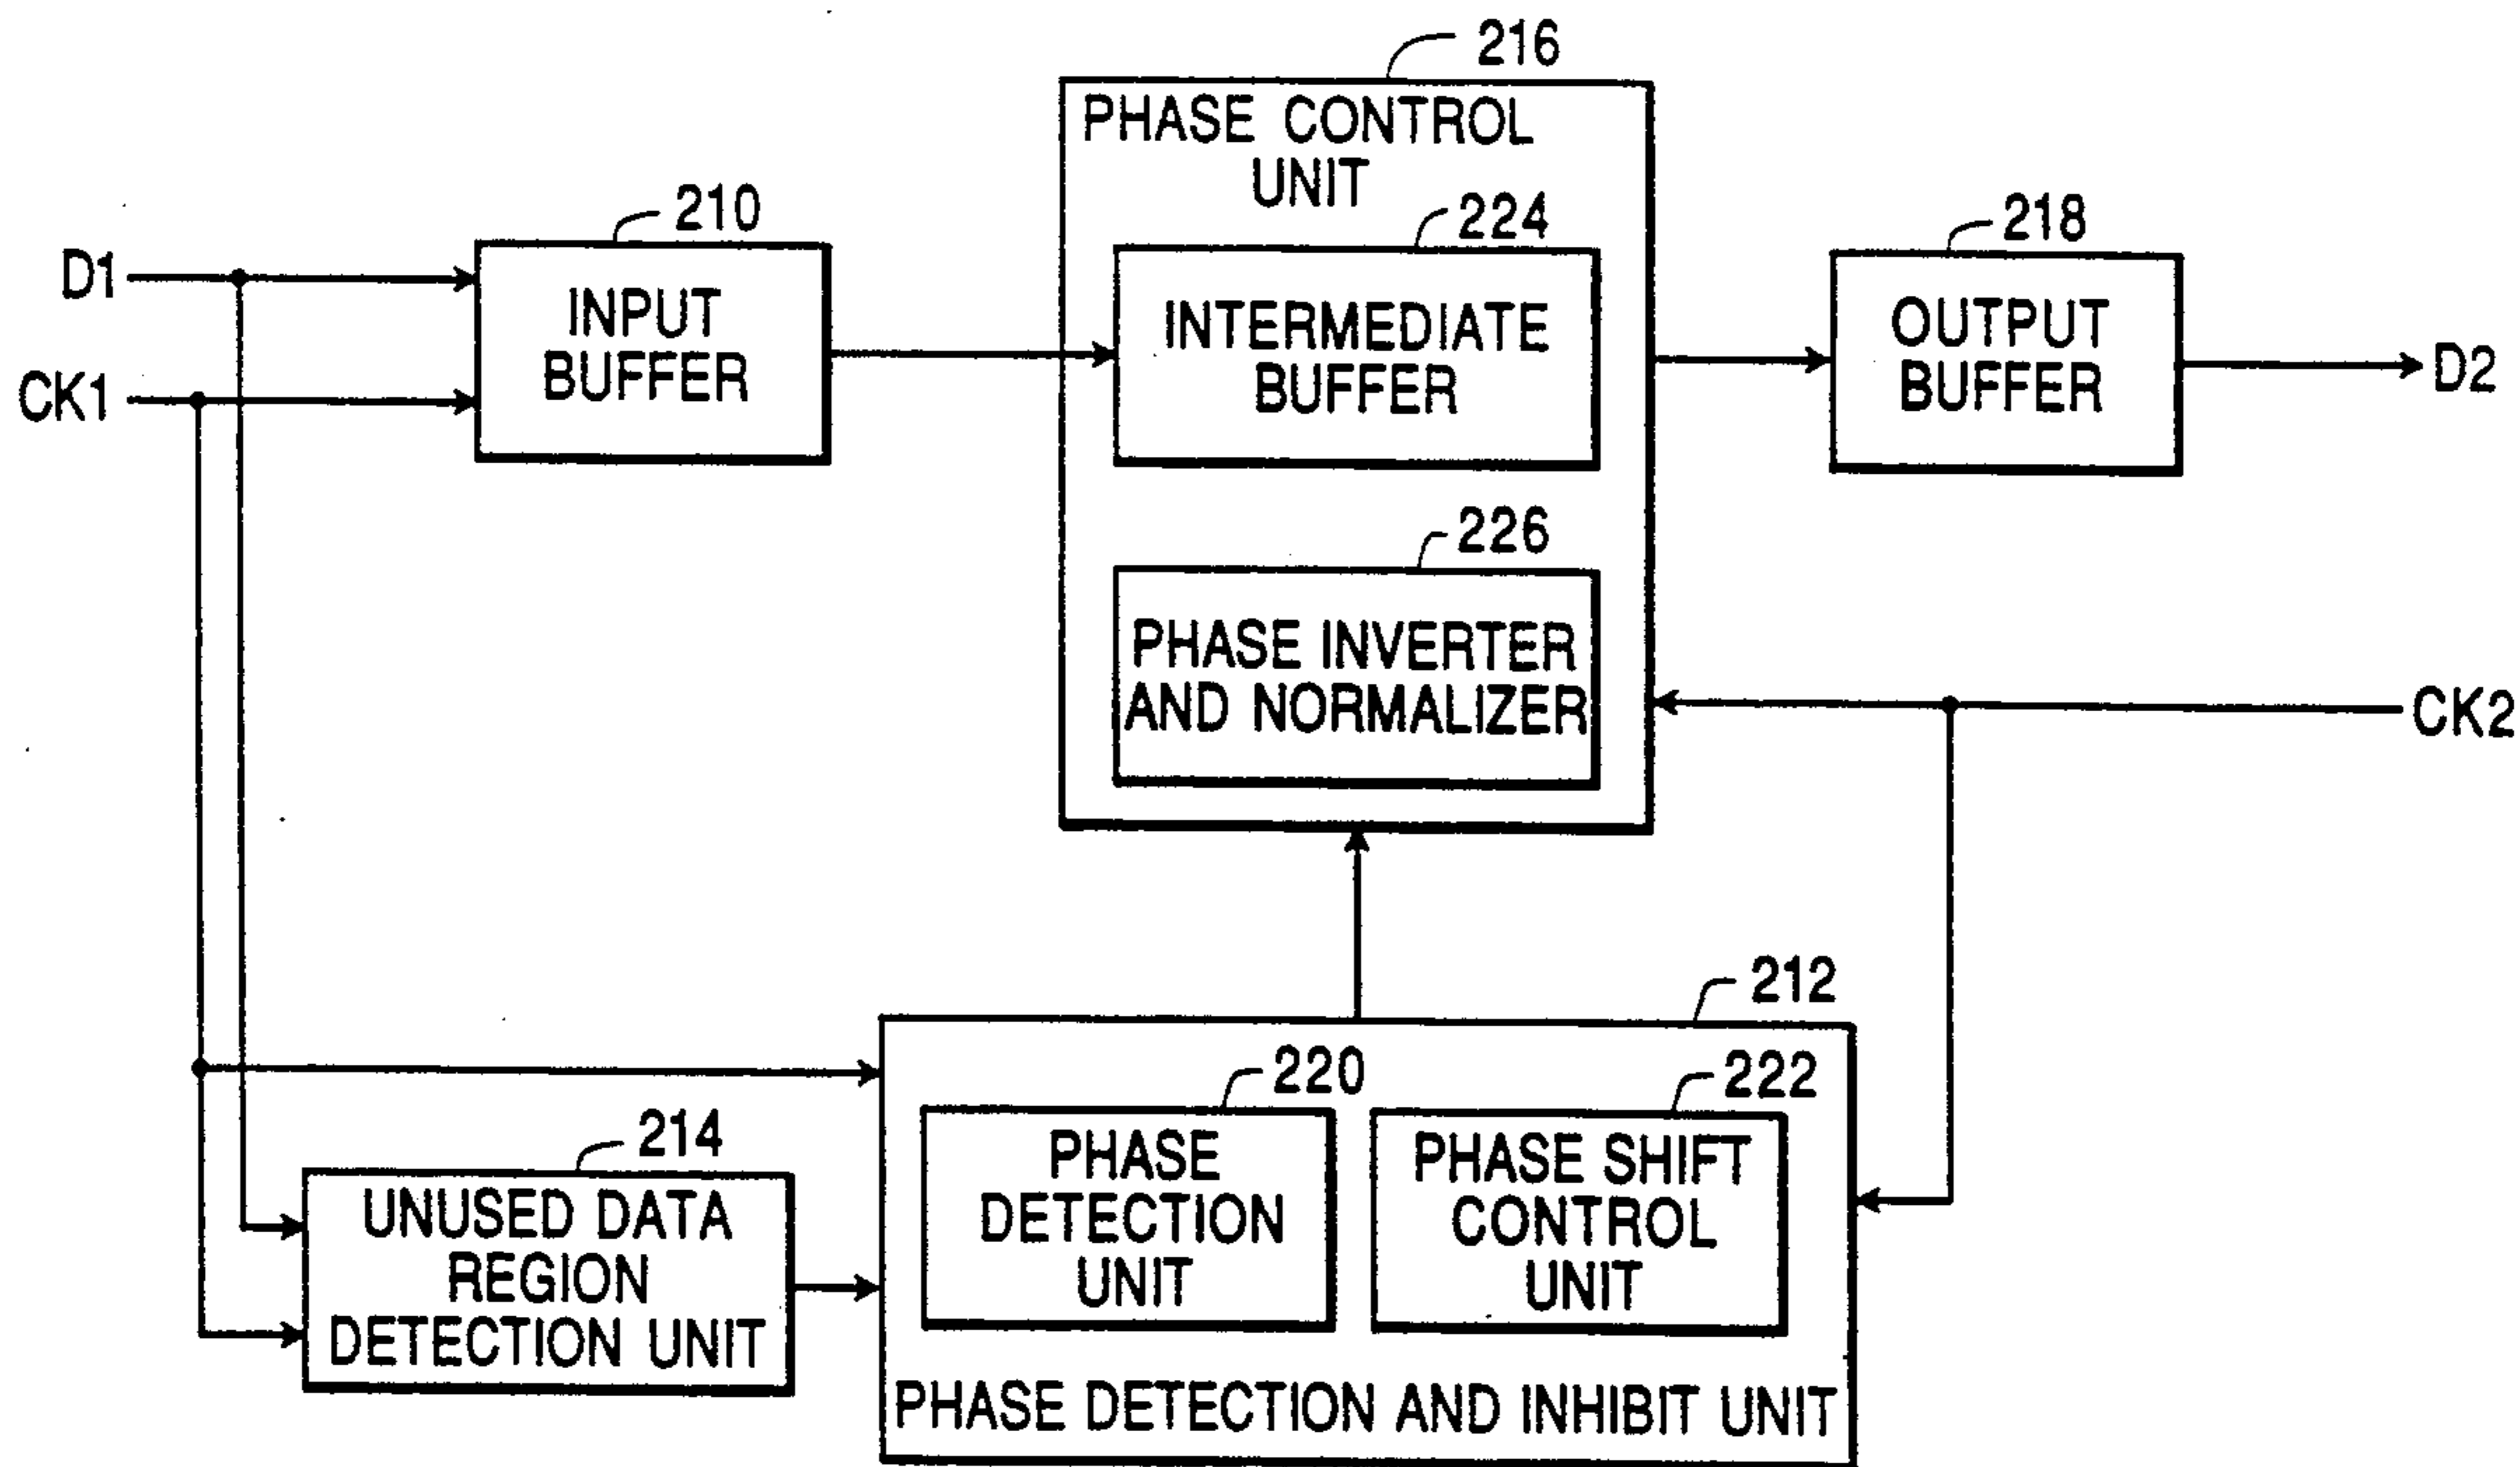 216
PHASE CONTROL
UNIT
210
224
218
D1
INPUT
BUFFER
INTERMEDIATE
BUFFER
OUTPUT
BUFFER
D2
CK1
226
PHASE INVERTER
AND NORMALIZER
CK2
212
220
222
214
PHASE
DETECTION
UNIT
PHASE SHIFT
CONTROL
UNIT
UNUSED DATA
REGION
DETECTION UNIT
PHASE DETECTION AND INHIBIT UNIT